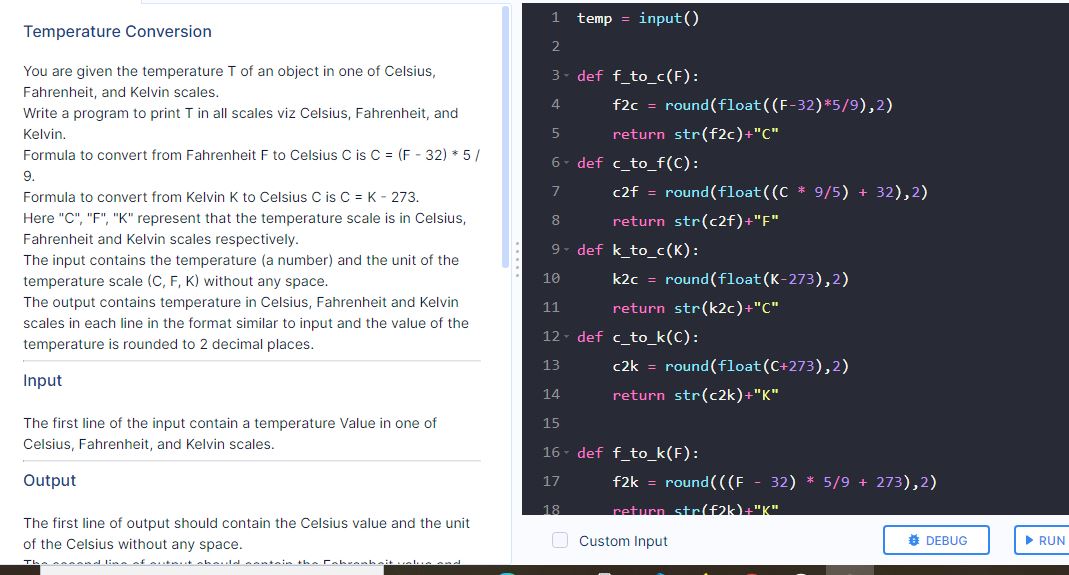 Temperature Conversion
You are given the temperature T of an object in one of Celsius,
Fahrenheit, and Kelvin scales.
Write a program to print T in all scales viz Celsius, Fahrenheit, and
Kelvin.
Formula to convert from Fahrenheit F to Celsius C is C = (F - 32) * 5 /
9.
Formula to convert from Kelvin K to Celsius C is C = K - 273.
Here "C", "F", "K" represent that the temperature scale is in Celsius,
Fahrenheit and Kelvin scales respectively.
The input contains the temperature (a number) and the unit of the
temperature scale (C, F, K) without any space.
The output contains temperature in Celsius, Fahrenheit and Kelvin
scales in each line in the format similar to input and the value of the
temperature is rounded to 2 decimal places.
Input
The first line of the input contain a temperature Value in one of
Celsius, Fahrenheit, and Kelvin scales.
Output
The first line of output should contain the Celsius value and the unit
of the Celsius without any space.
The second line of output should contain the Fahrenheit value and
1 temp = input()
2
3 def f_to_c(F):
4 f2c = round(float((F-32)*5/9),2)
5 return str(f2c)+"C"
6 def c_to_f(C):
7 c2f = round(float((C * 9/5) + 32),2)
8 return str(c2f)+"F"
9 def k_to_c(K):
10 k2c = round(float(K-273),2)
11 return str(k2c)+"C"
12 def c_to_k(C):
13 c2k = round(float(C+273),2)
14 return str(c2k)+"K"
15
16 def f_to_k(F):
17 f2k = round(((F - 32) * 5/9 + 273),2)
18 return str(f2k)+"K"
Custom Input
DEBUG
RUN